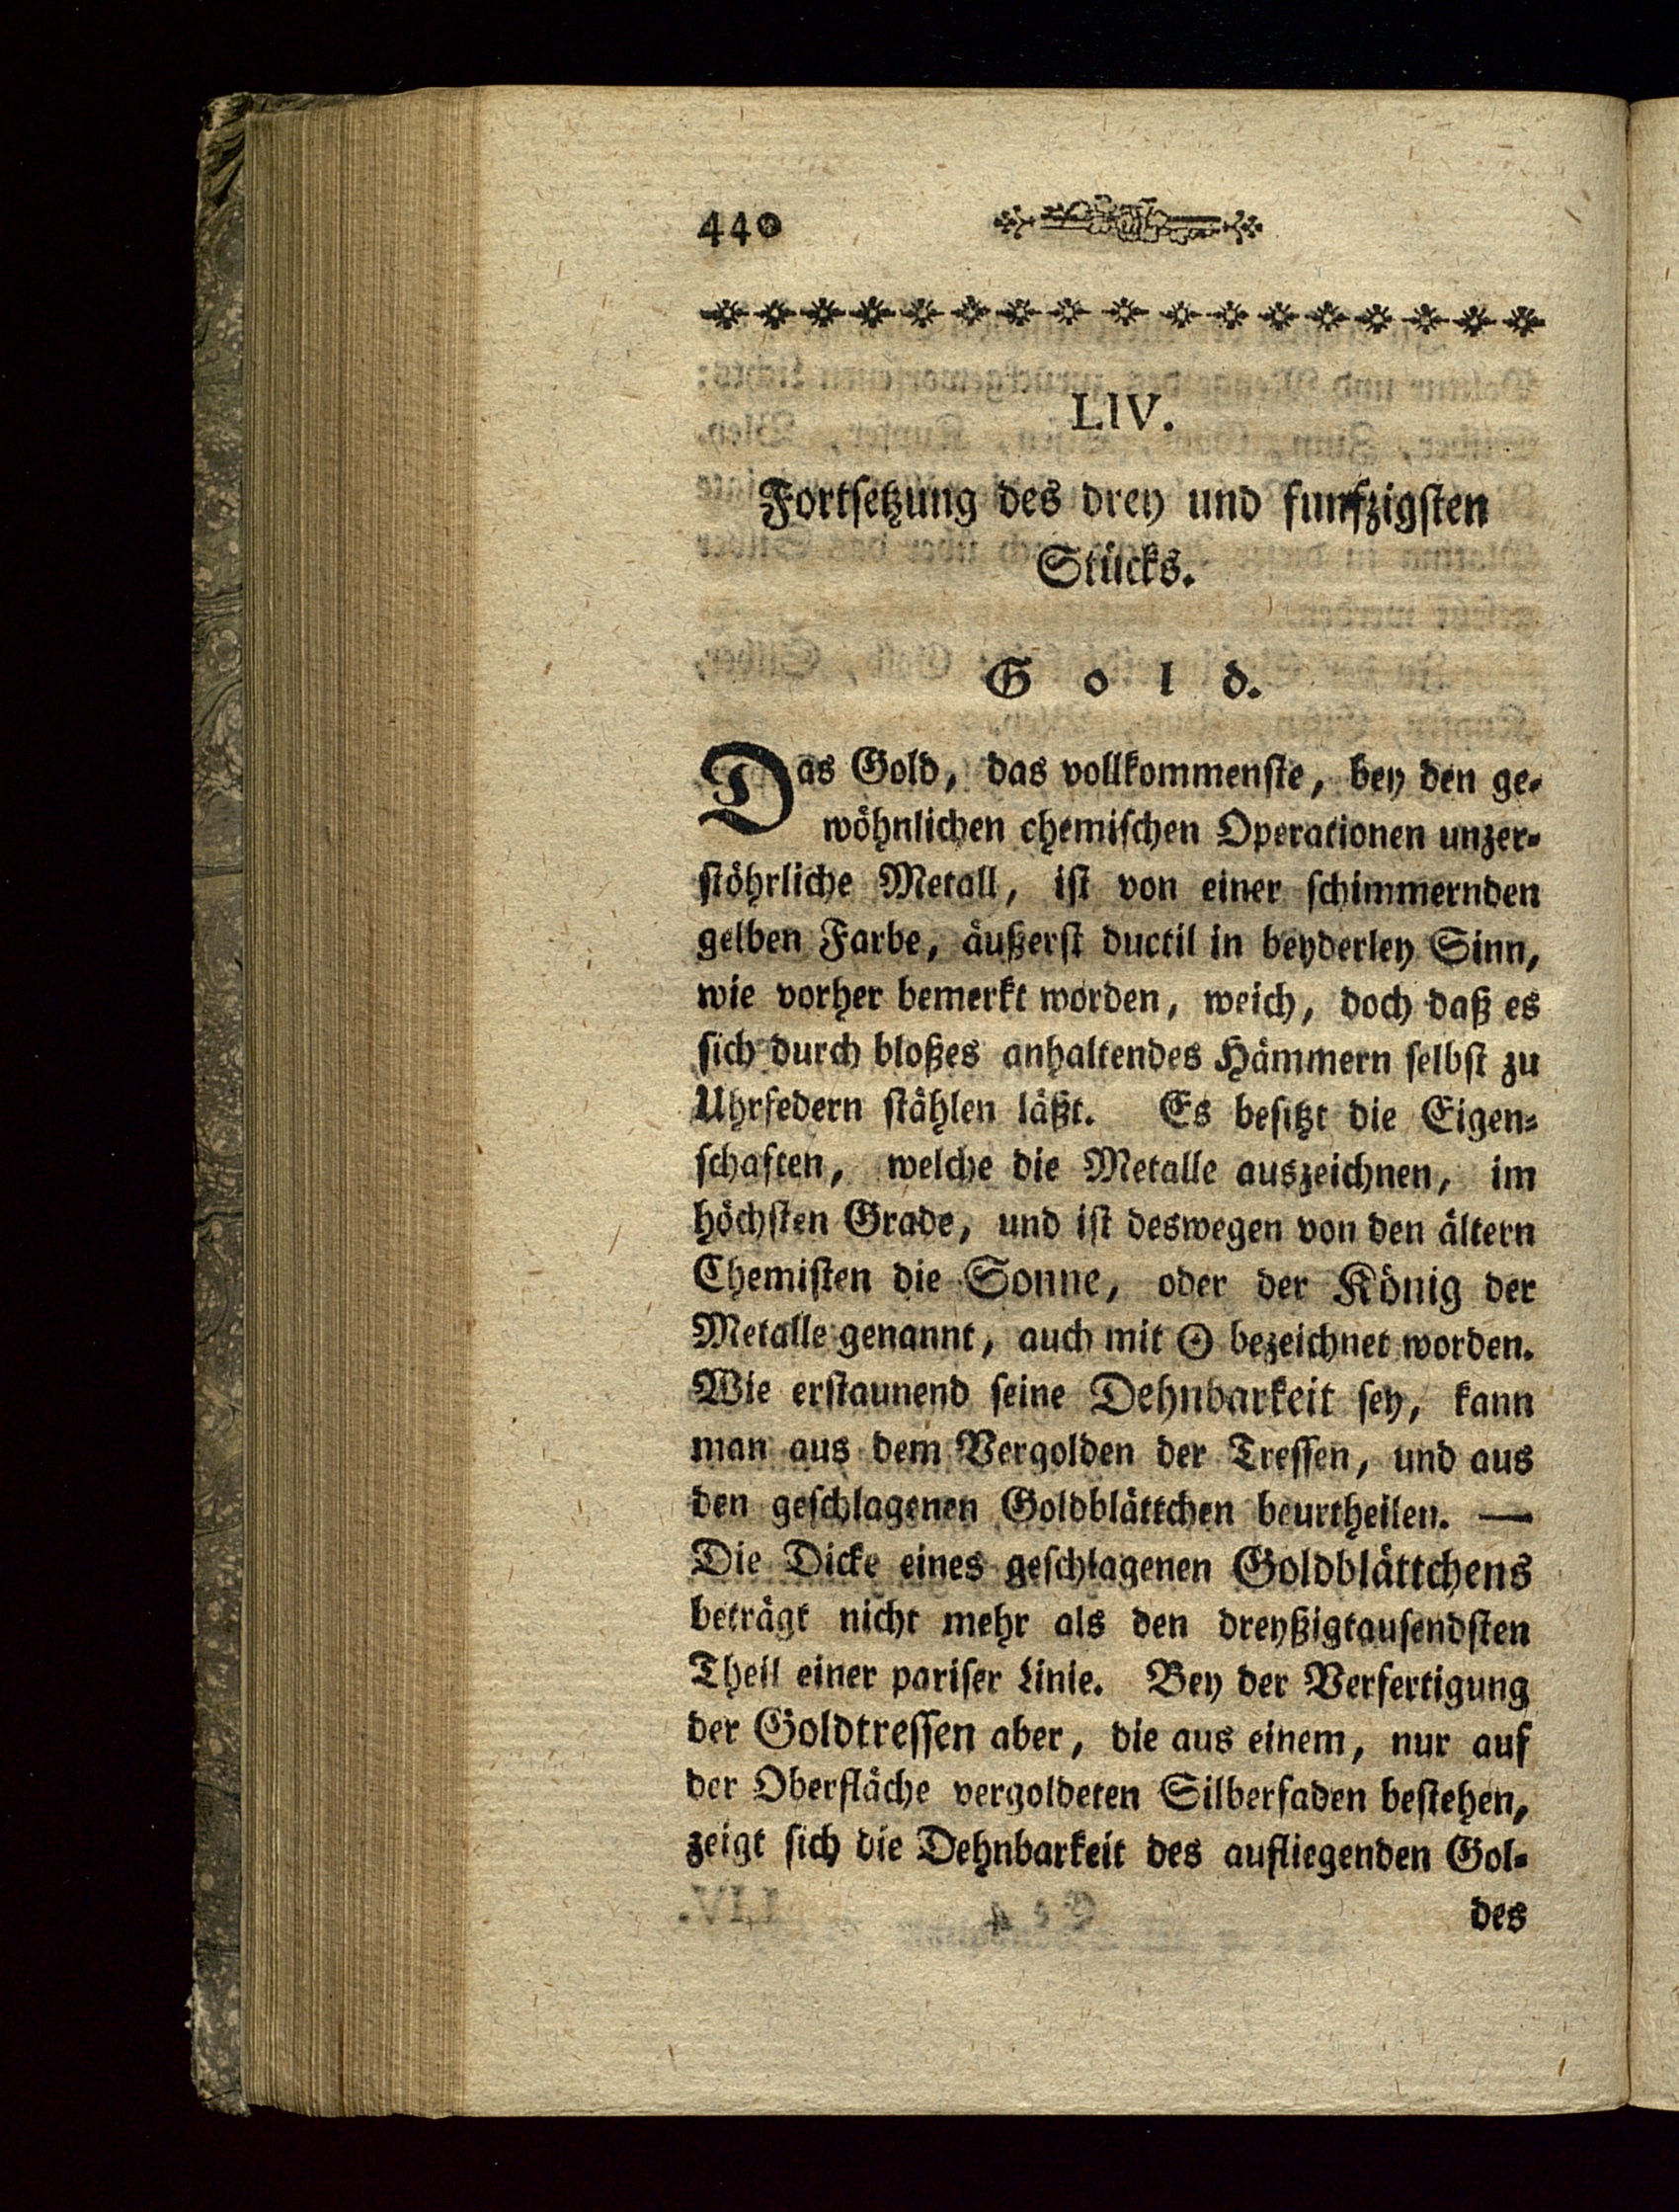 440
LIV.
Fortsetzung des drey und funfzigsten
Stücks.
Gold.
Das Gold, das vollkommenste, bey den ge-
wöhnlichen chemischen Operationen unzer-
stöhrliche Metall, ist von einer schimmernden
gelben Farbe, äußerst ductil in beyderley Sinn,
wie vorher bemerkt worden, weich, doch daß es
sich durch bloßes anhaltendes Hämmern selbst zu
Uhrfedern stählen läßt. Es besitzt die Eigen-
schaften, welche die Metalle auszeichnen, im
höchsten Grade, und ist deswegen von den ältern
Chemisten die Sonne, oder der König der
Metalle genannt, auch mit ☉ bezeichnet worden.
Wie erstaunend seine Dehnbarkeit sey, kann
man aus dem Vergolden der Tressen, und aus
den geschlagenen Goldblättchen beurtheilen. —
Die Dicke eines geschlagenen Goldblättchens
beträgt nicht mehr als den dreyßigtausendsten
Theil einer pariser Linie. Bey der Verfertigung
der Goldtressen aber, die aus einem, nur auf
der Oberfläche vergoldeten Silberfaden bestehen,
zeigt sich die Dehnbarkeit des aufliegenden Gol-
des